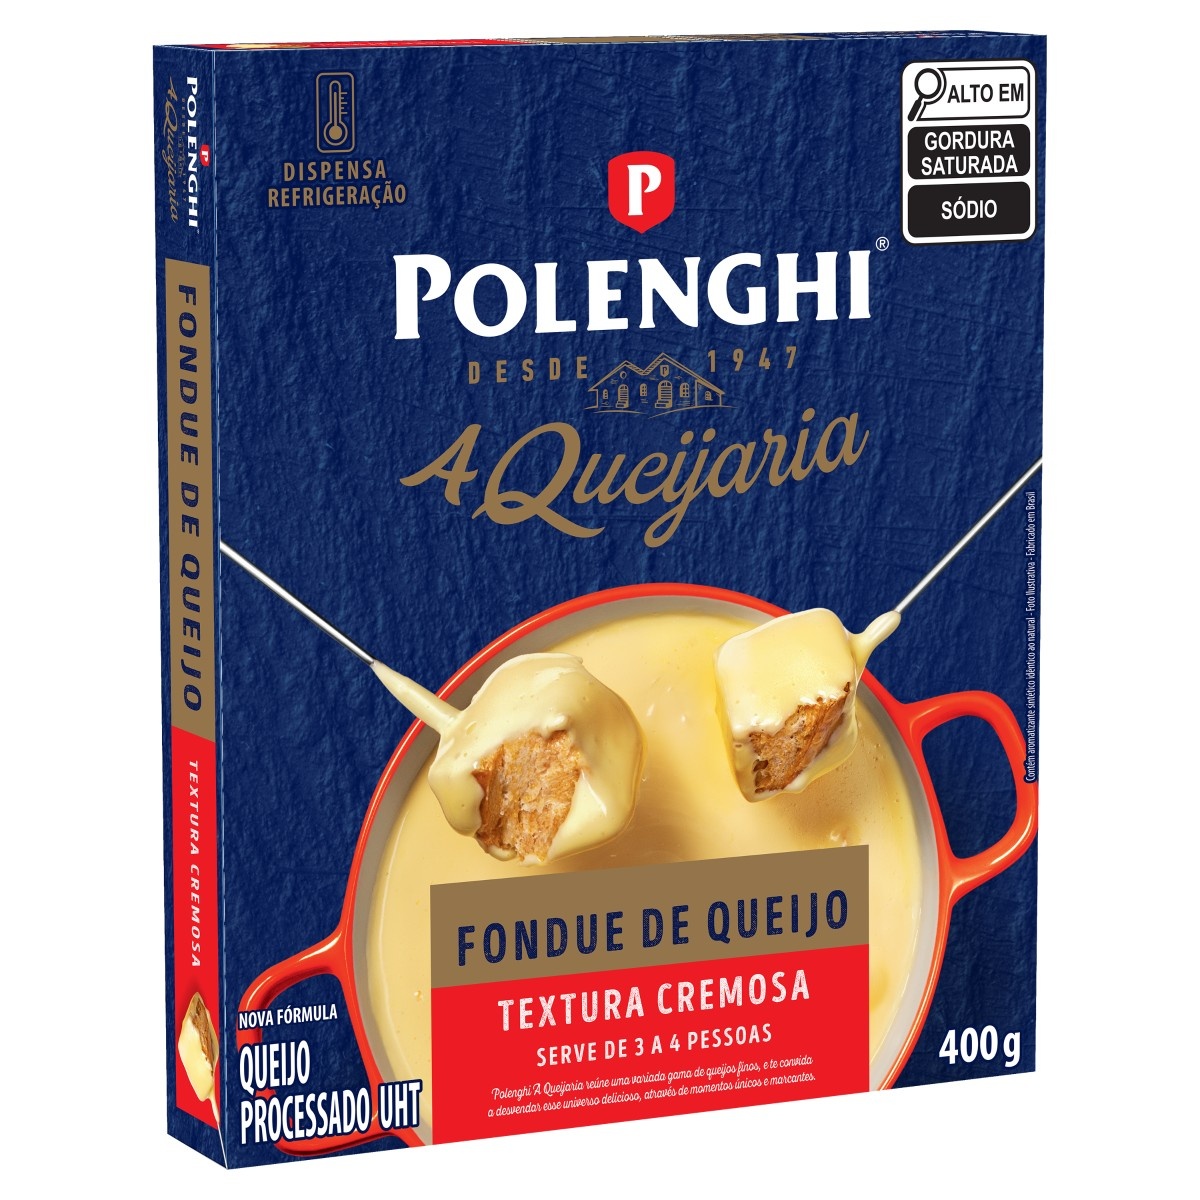 DISPENSA
REFRIGERAÇÃO
ALTO EM
GORDURA
SATURADA
SÓDIO
P
POLENGHI®
DESDE 1947
A Queijaria
FONDUE DE QUEIJO
TEXTURA CREMOSA
SERVE DE 3 A 4 PESSOAS
Polenghi A Queijaria reúne uma variada gama de queijos finos, e te convida
a desvendar esse universo delicioso, através de momentos únicos e marcantes.
NOVA FÓRMULA
QUEIJO
PROCESSADO UHT
400 g
Contém aromatizante sintético idêntico ao natural - Foto Ilustrativa - Fabricado em Brasil
P
POLENGHI
A Queijaria
FONDUE DE QUEIJO
TEXTURA CREMOSA